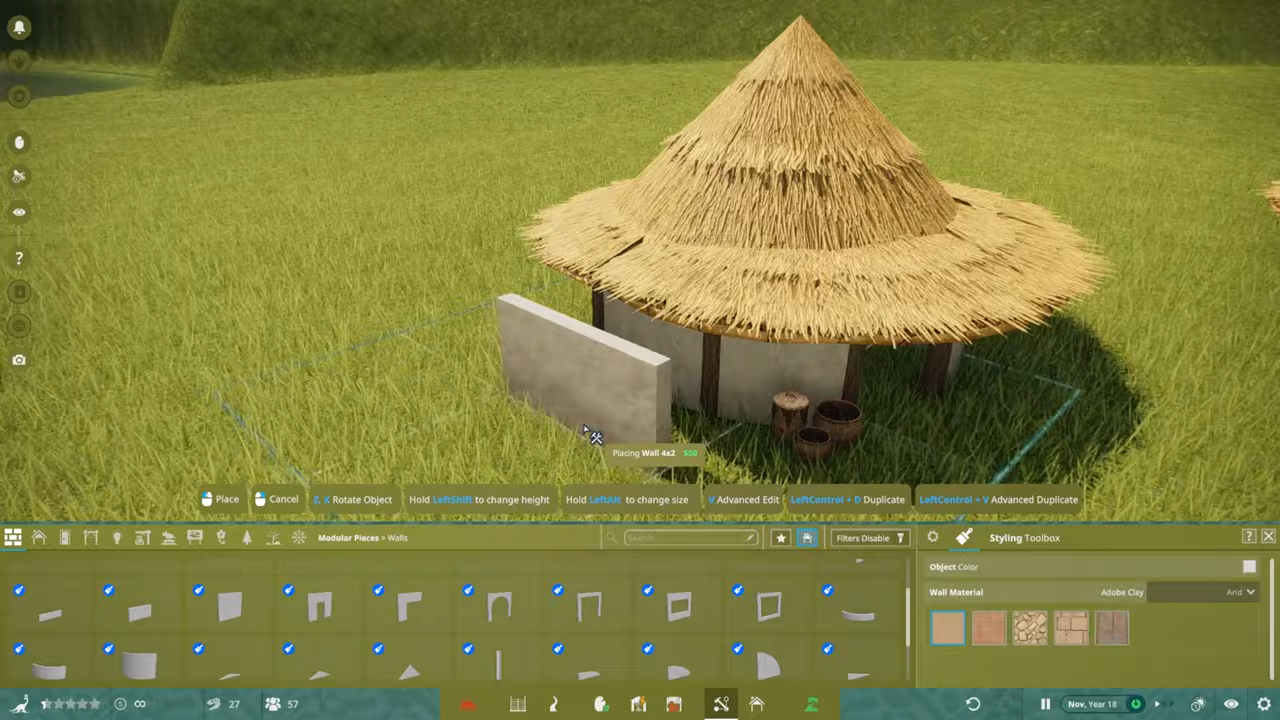 Placing Wall 4x2 $50
Place
Cancel
Z, X Rotate Object
Hold LeftShift to change height
Hold LeftAlt to change size
V Advanced Edit
LeftControl + D Duplicate
LeftControl + V Advanced Duplicate
Modular Pieces > Walls
Search...
Filters Disable
Styling Toolbox
?
Object Color
Wall Material
Adobe Clay
Arid
27
57
Nov, Year 18